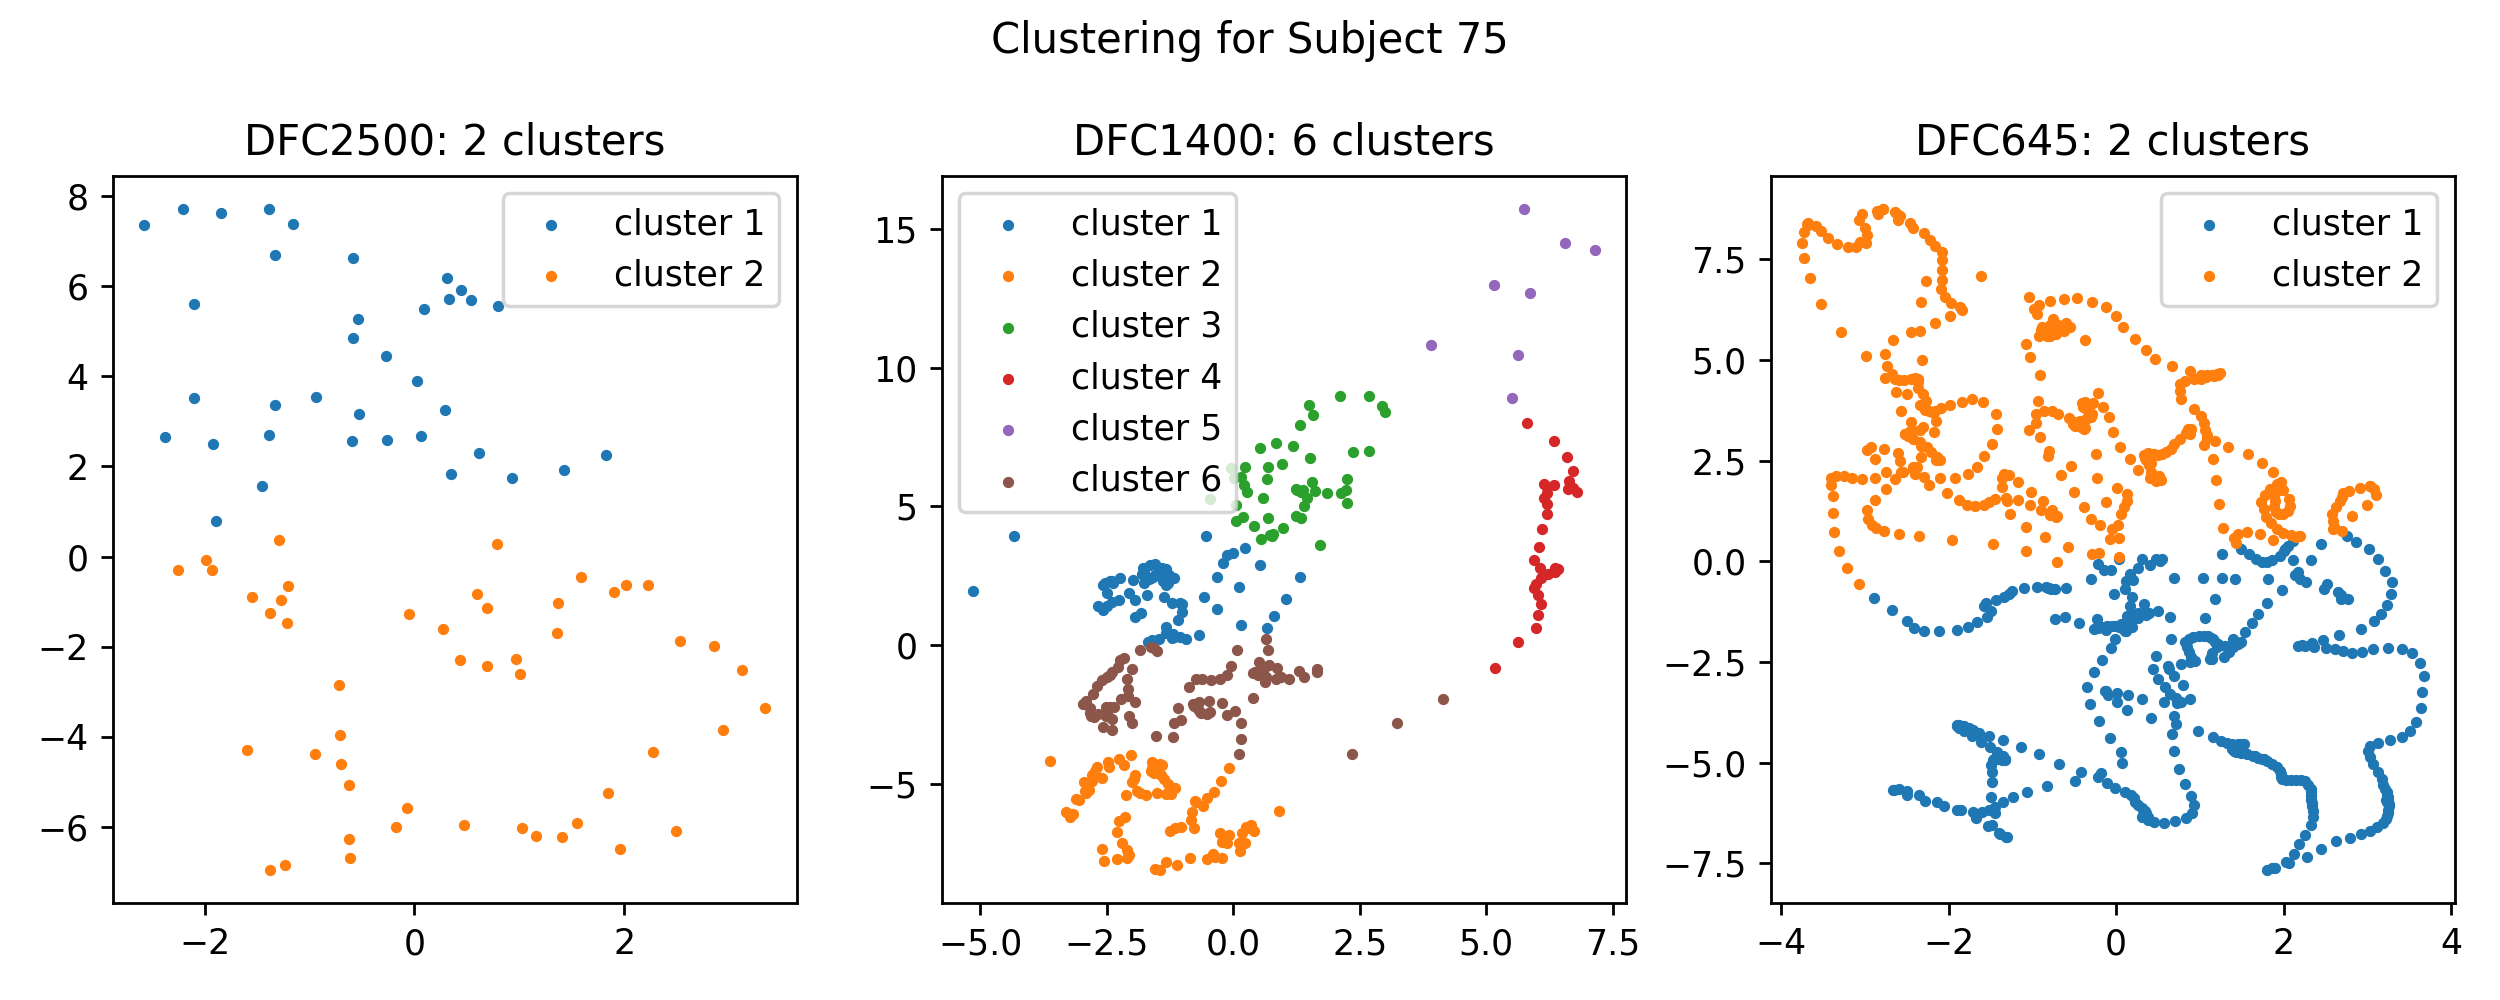 Clustering for Subject 75
DFC2500: 2 clusters
8
6
4
2
0
−2
−4
−6
−2
0
2
cluster 1
cluster 2
DFC1400: 6 clusters
15
10
5
0
−5
−5.0
−2.5
0.0
2.5
5.0
7.5
cluster 1
cluster 2
cluster 3
cluster 4
cluster 5
cluster 6
DFC645: 2 clusters
7.5
5.0
2.5
0.0
−2.5
−5.0
−7.5
−4
−2
0
2
4
cluster 1
cluster 2